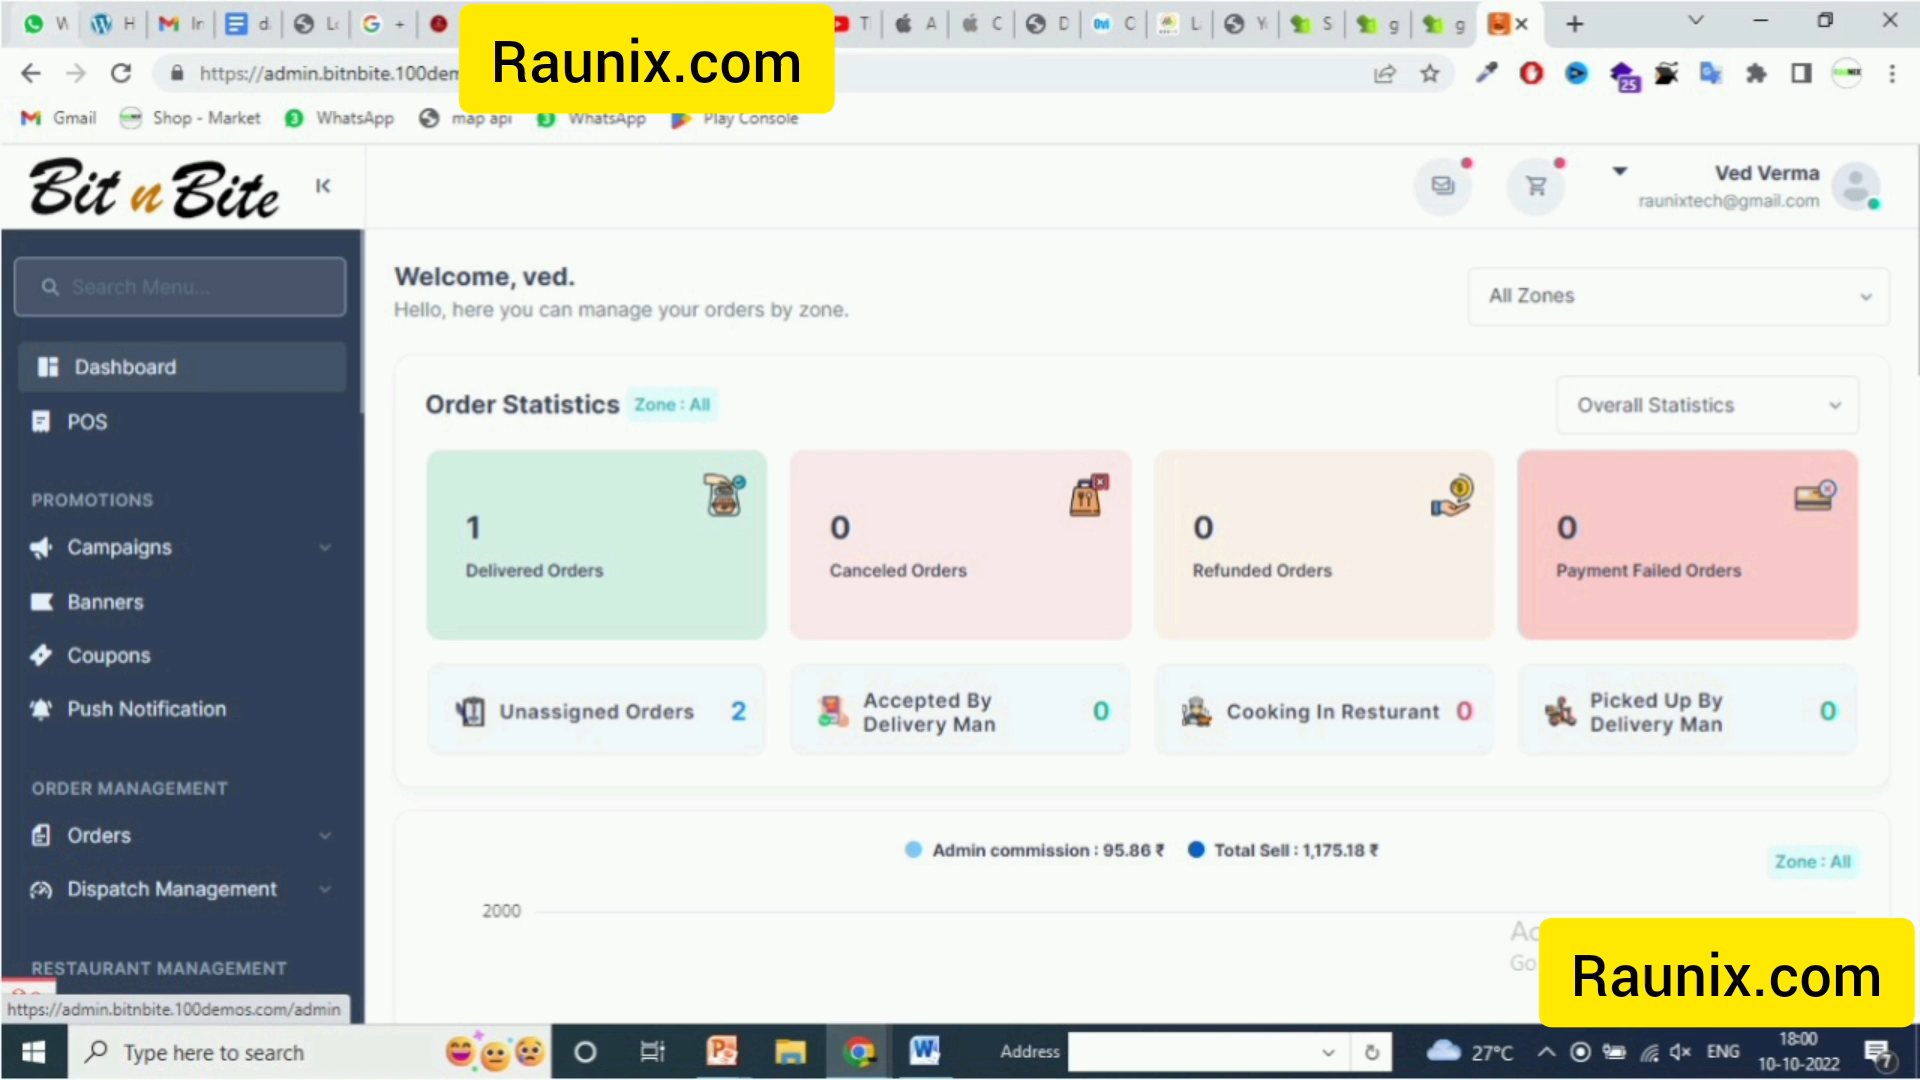 Raunix.com
https://admin.bitnbite.100dem
Gmail
Shop - Market
WhatsApp
map api
WhatsApp
Play Console
25
Bit n Bite
Ved Verma
raunixtech@gmail.com
Search Menu...
Dashboard
POS
PROMOTIONS
Campaigns
Banners
Coupons
Push Notification
ORDER MANAGEMENT
Orders
Dispatch Management
RESTAURANT MANAGEMENT
https://admin.bitnbite.100demos.com/admin
Welcome, ved.
Hello, here you can manage your orders by zone.
All Zones
Order Statistics Zone : All
Overall Statistics
1
Delivered Orders
0
Canceled Orders
0
Refunded Orders
0
Payment Failed Orders
Unassigned Orders 2
Accepted By
Delivery Man 0
Cooking In Resturant 0
Picked Up By
Delivery Man 0
Admin commission : 95.86 ₹ Total Sell : 1,175.18 ₹
Zone : All
2000
Raunix.com
Type here to search
Address
27°C
ENG
18:00
10-10-2022
7